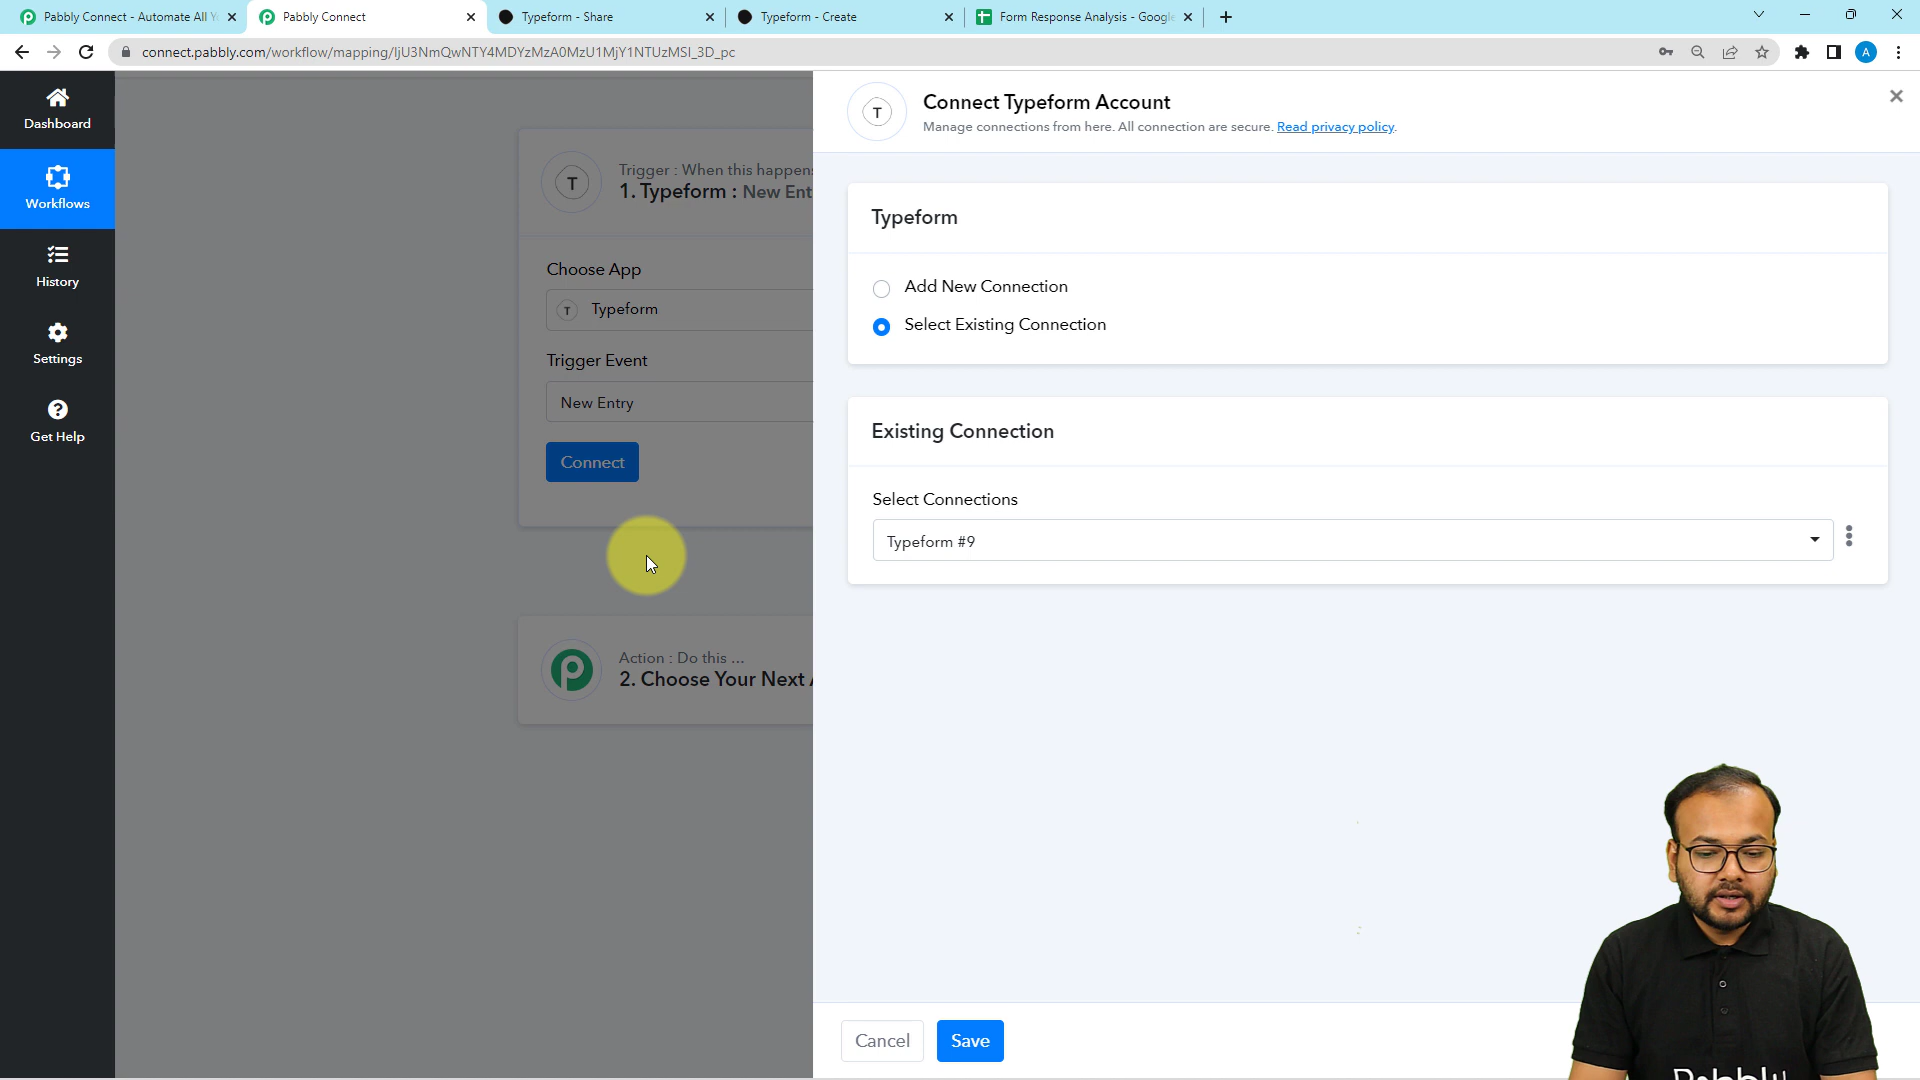 Pabbly Connect - Automate All Y
Pabbly Connect
Typeform - Share
Typeform - Create
Form Response Analysis - Google
connect.pabbly.com/workflow/mapping/IjU3NmQwNTY4MDYzMzA0MzU1MjY1NTUzMSI_3D_pc
A
Dashboard
Workflows
History
Settings
Get Help
T
Trigger : When this happens
1. Typeform : New Ent
Choose App
T Typeform
Trigger Event
New Entry
Connect
Action : Do this ...
2. Choose Your Next A
T
Connect Typeform Account
Manage connections from here. All connection are secure. Read privacy policy.
Typeform
Add New Connection
Select Existing Connection
Existing Connection
Select Connections
Typeform #9
Cancel
Save
Pabbly